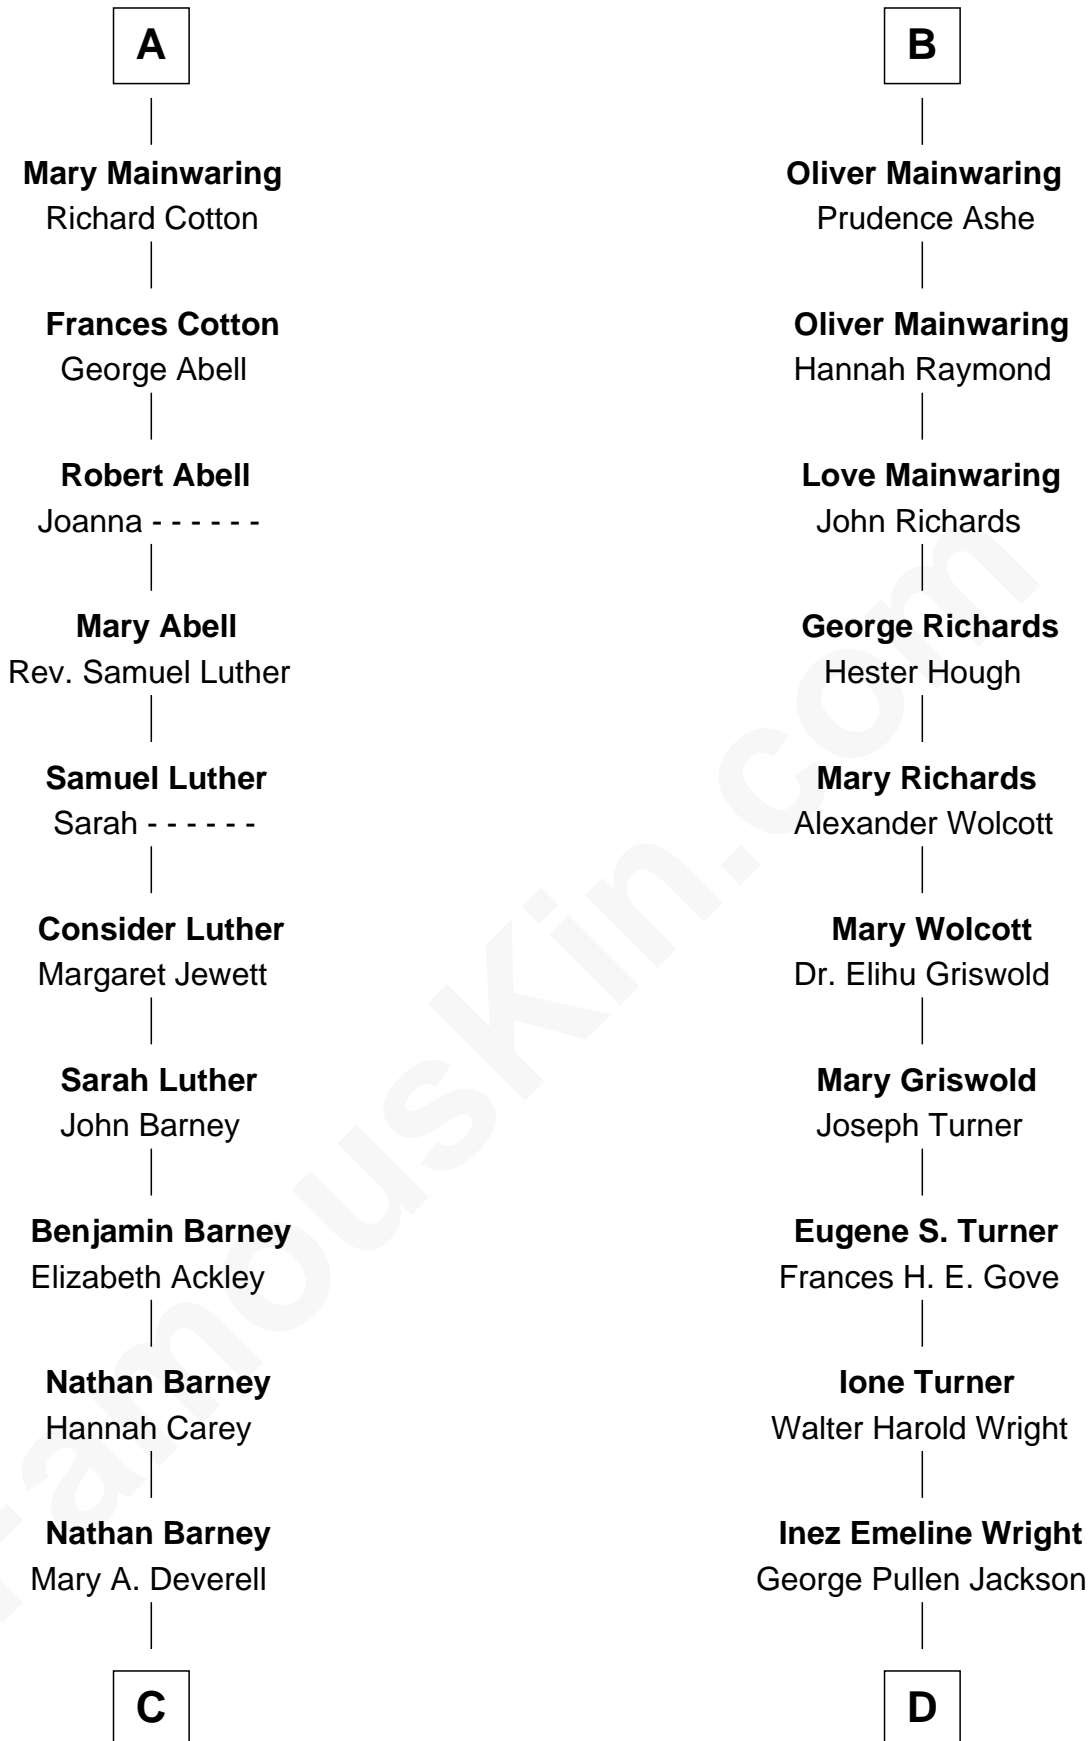 A
Mary Mainwaring
Richard Cotton
Frances Cotton
George Abell
Robert Abell
Joanna - - - - - -
Mary Abell
Rev. Samuel Luther
Samuel Luther
Sarah - - - - - -
Consider Luther
Margaret Jewett
Sarah Luther
John Barney
Benjamin Barney
Elizabeth Ackley
Nathan Barney
Hannah Carey
Nathan Barney
Mary A. Deverell
C
B
Oliver Mainwaring
Prudence Ashe
Oliver Mainwaring
Hannah Raymond
Love Mainwaring
John Richards
George Richards
Hester Hough
Mary Richards
Alexander Wolcott
Mary Wolcott
Dr. Elihu Griswold
Mary Griswold
Joseph Turner
Eugene S. Turner
Frances H. E. Gove
Ione Turner
Walter Harold Wright
Inez Emeline Wright
George Pullen Jackson
D
FamousKin.com